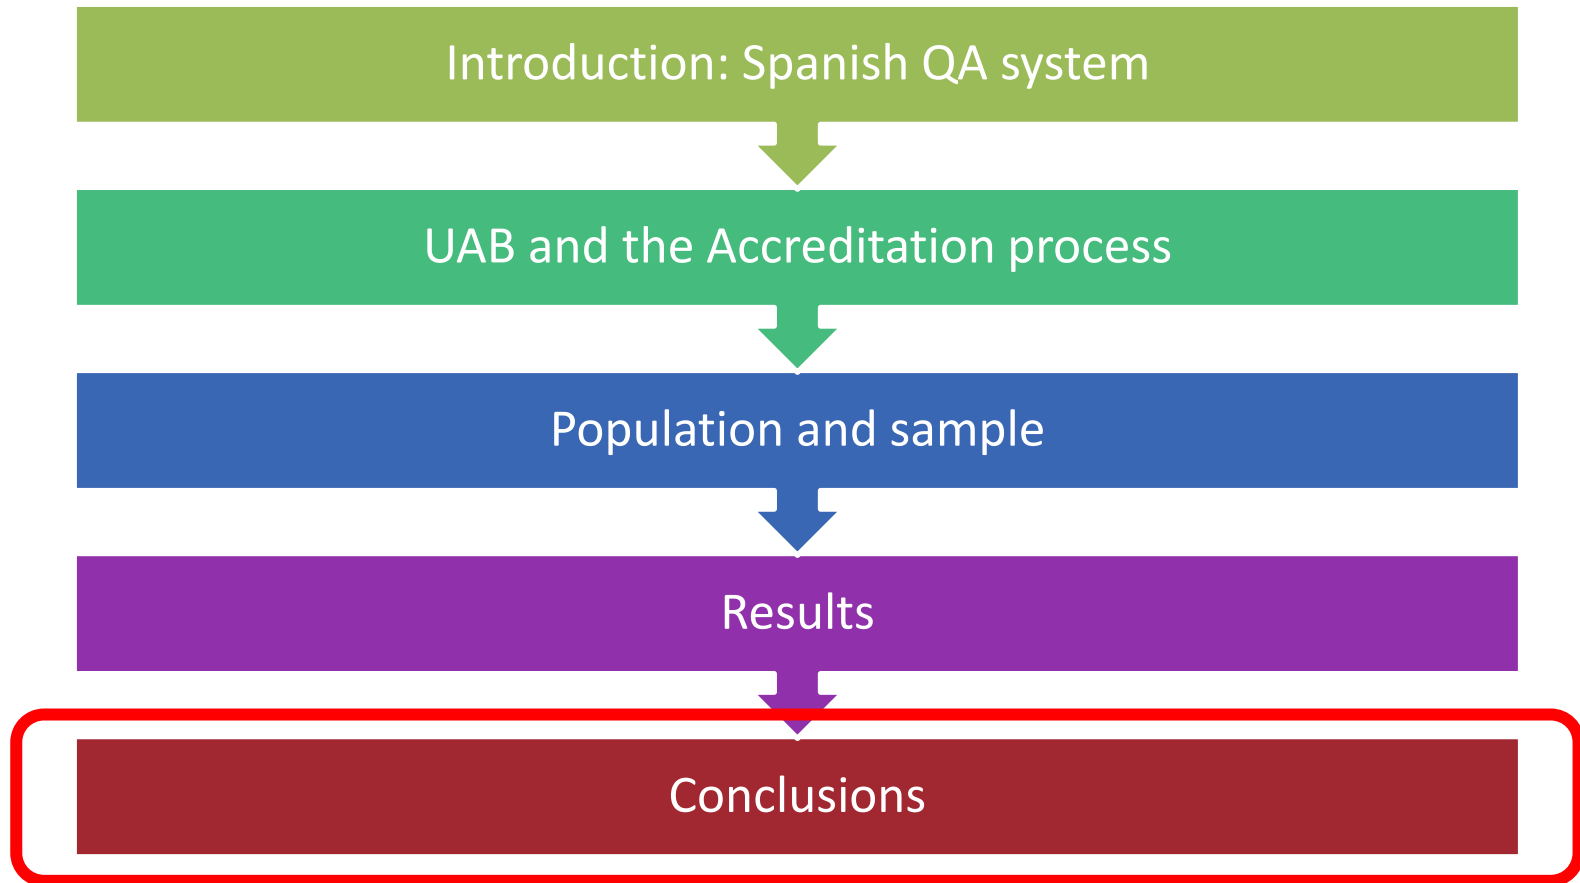 Introduction: Spanish QA system
UAB and the Accreditation process
Population and sample
Results
Conclusions